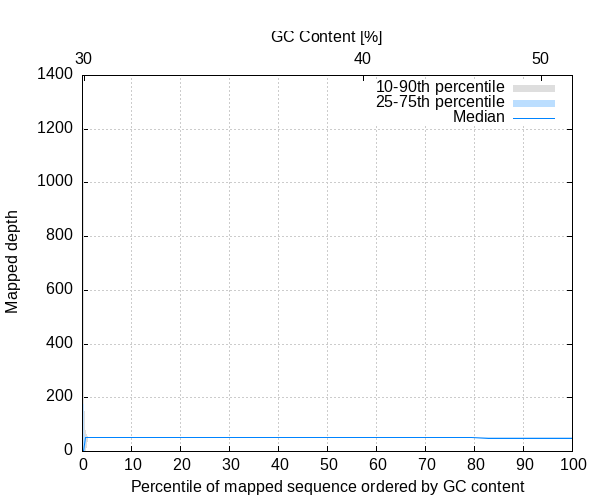 GC Content [%]
30 40 50
1400
1200
1000
800
600
400
200
0
10-90th percentile
25-75th percentile
Median
Mapped depth
0 10 20 30 40 50 60 70 80 90 100
Percentile of mapped sequence ordered by GC content